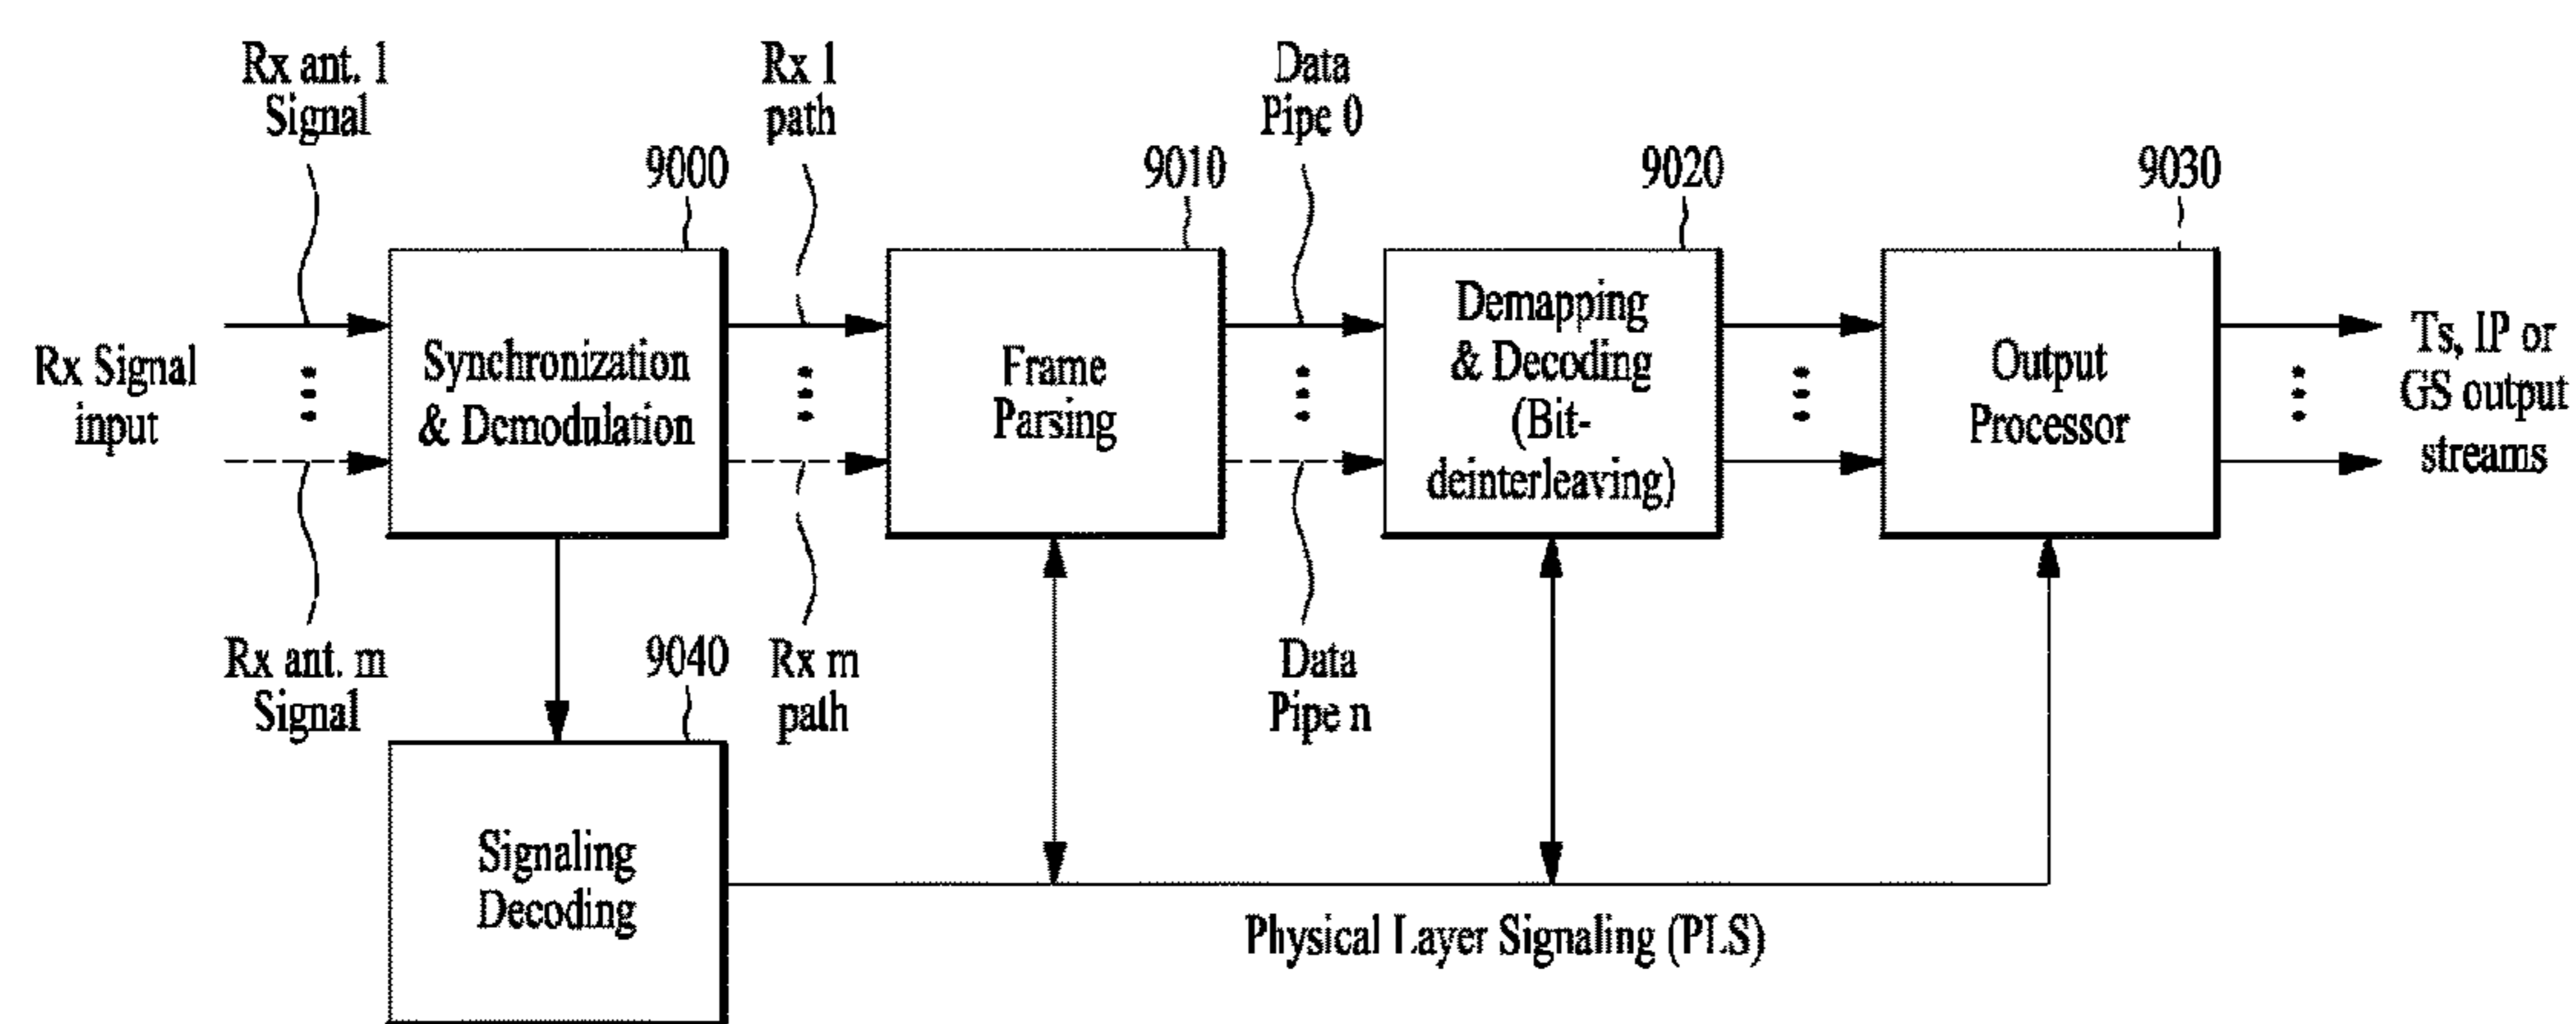 Rx ant. 1
Signal
Rx 1
path
Data
Pipe 0
9000
9010
9020
9030
Rx Signal
input
Synchronization
& Demodulation
Frame
Parsing
Demapping
& Decoding
(Bit-
deinterleaving)
Output
Processor
Ts, IP or
GS output
streams
Rx ant. m
Signal
9040
Rx m
path
Data
Pipe n
Signaling
Decoding
Physical Layer Signaling (PLS)